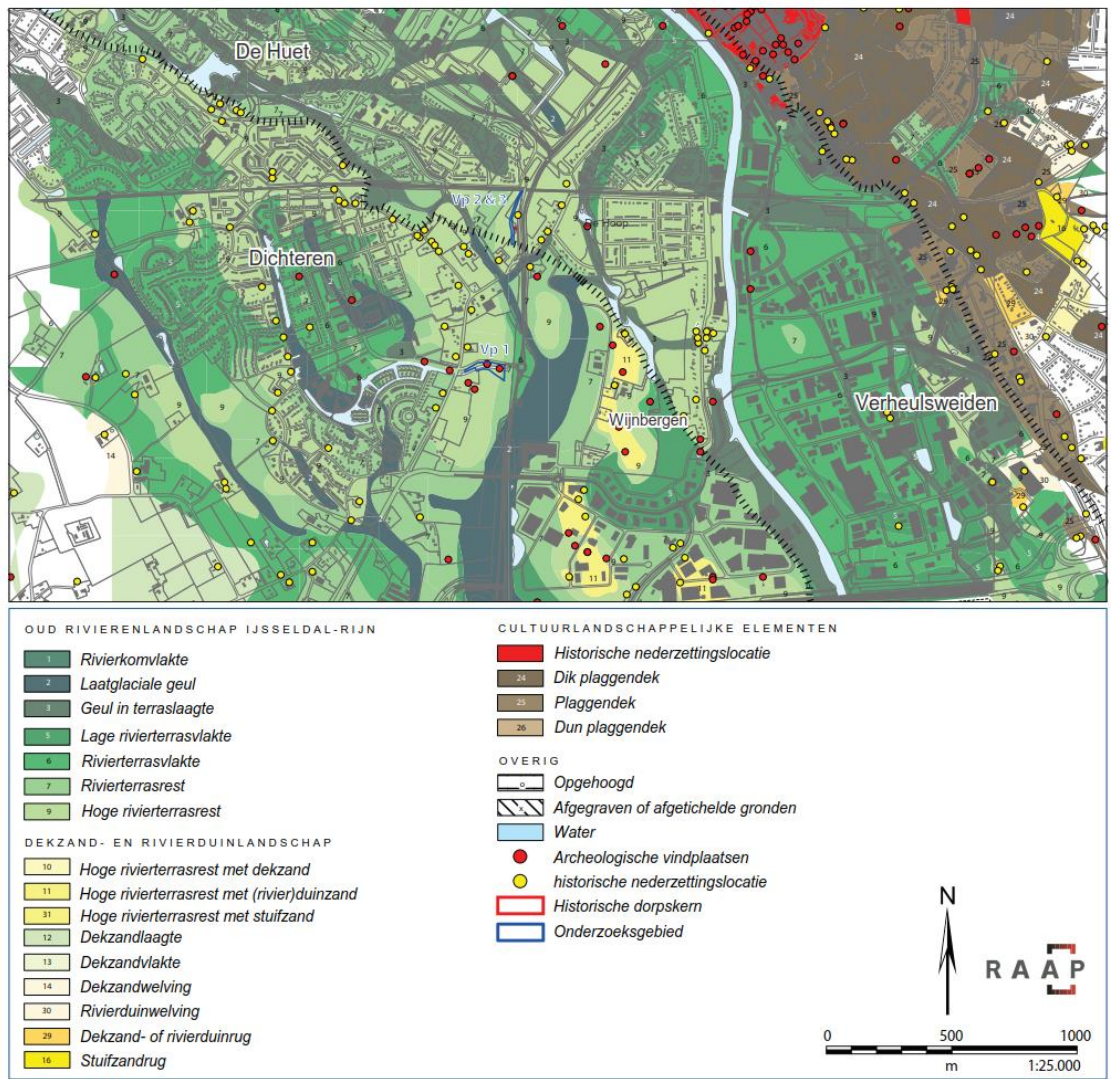 De Huet
Vp 2 & 3
De Hoop
Dichteren
Vp 1
Wijnbergen
Verheulsweiden
OUD RIVIERENLANDSCHAP IJSSELDAL-RIJN
1 Rivierkomvlakte
2 Laatglaciale geul
3 Geul in terraslaagte
5 Lage rivierterrasvlakte
6 Rivierterrasvlakte
7 Rivierterrasrest
9 Hoge rivierterrasrest
DEKZAND- EN RIVIERDUINLANDSCHAP
10 Hoge rivierterrasrest met dekzand
11 Hoge rivierterrasrest met (rivier)duinzand
31 Hoge rivierterrasrest met stuifzand
12 Dekzandlaagte
13 Dekzandvlakte
14 Dekzandwelving
30 Rivierduinwelving
29 Dekzand- of rivierduinrug
16 Stuifzandrug
CULTUURLANDSCHAPPELIJKE ELEMENTEN
Historische nederzettingslocatie
24 Dik plaggendek
25 Plaggendek
26 Dun plaggendek
OVERIG
o Opgehoogd
x Afgegraven of afgetichelde gronden
Water
Archeologische vindplaatsen
historische nederzettingslocatie
Historische dorpskern
Onderzoeksgebied
N
RAAP
0 500 1000
m 1:25.000